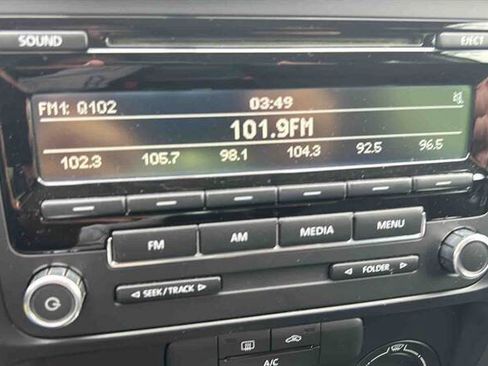 SOUND
EJECT
FM1: Q102 03:49
101.9FM
102.3 105.7 98.1 104.3 92.5 96.5
FM AM MEDIA MENU
◁ SEEK/TRACK ▷ ◁ FOLDER ▷
A/C